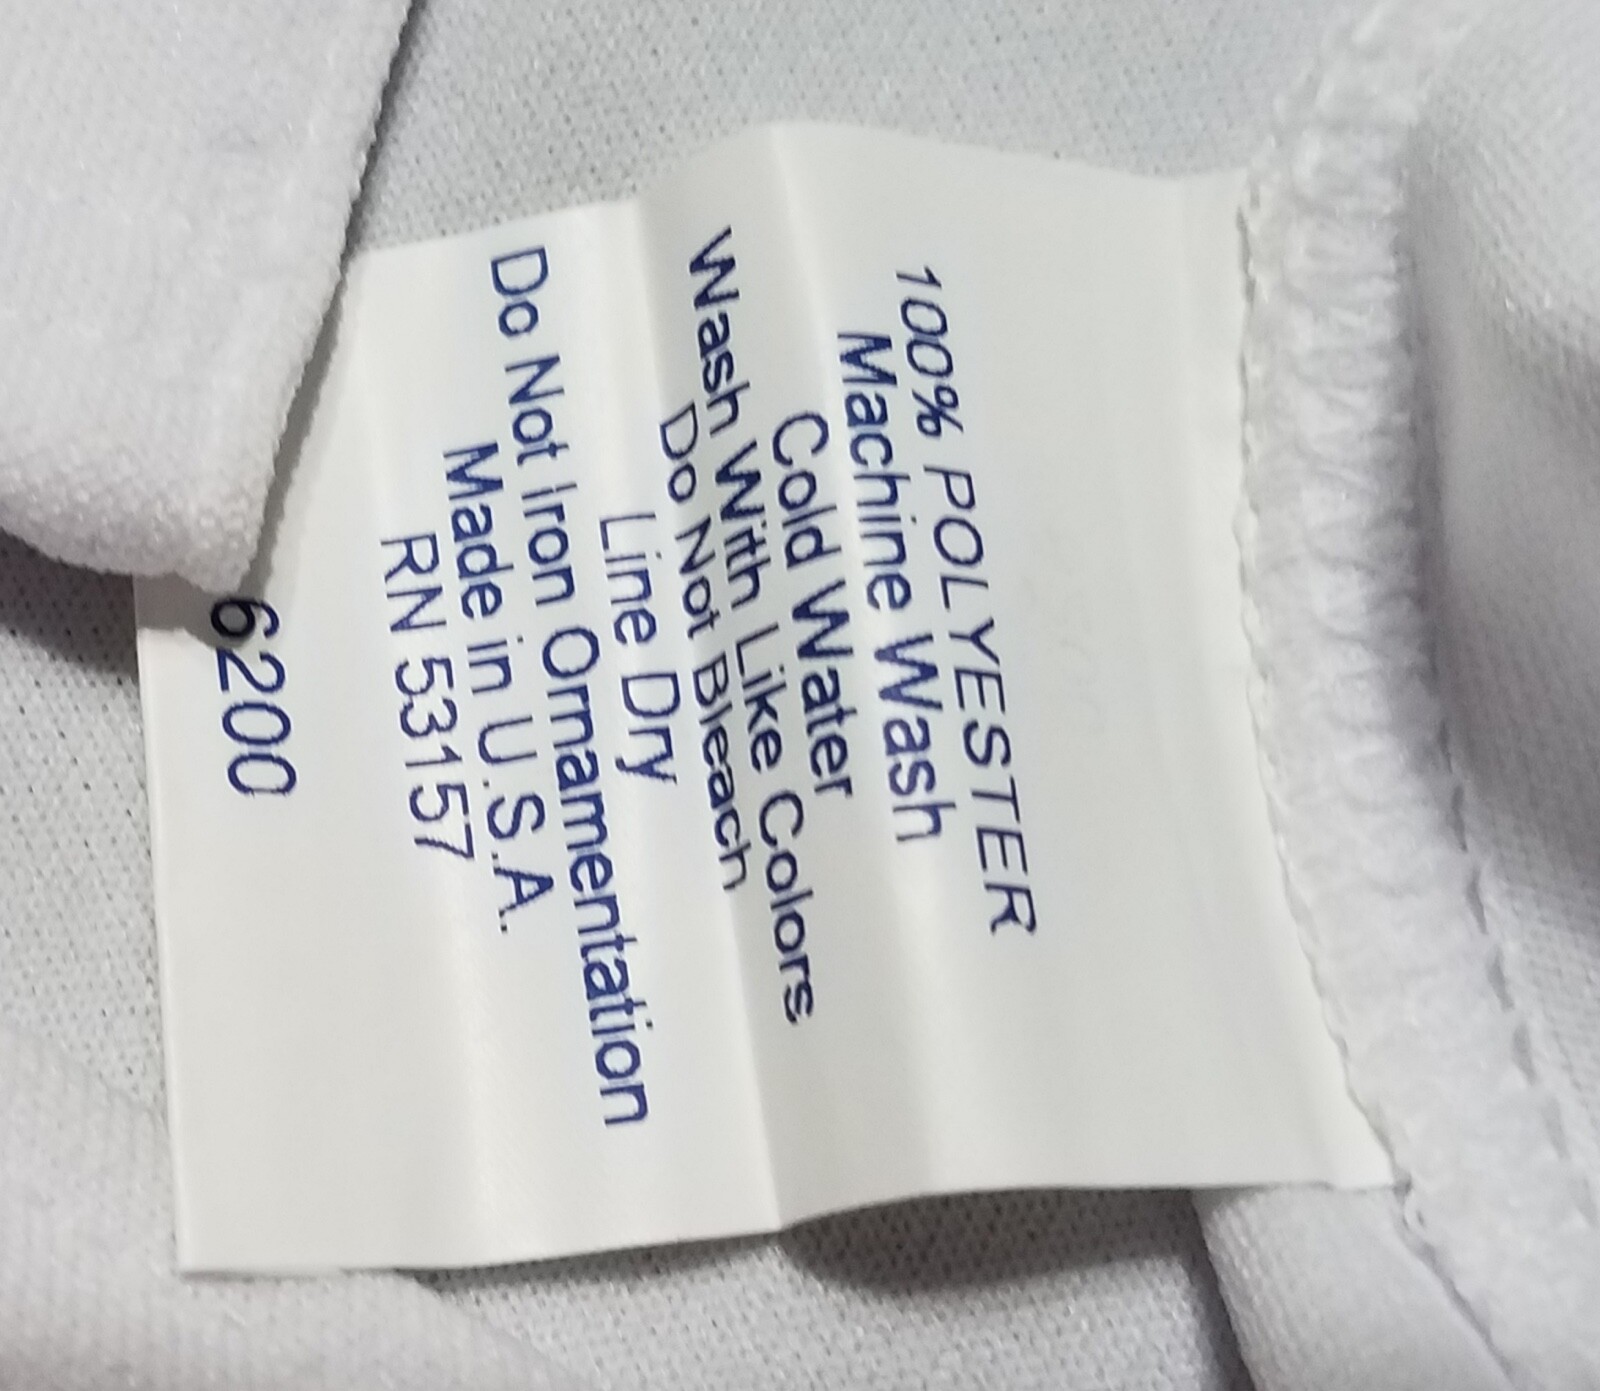 100% POLYESTER
Machine Wash
Cold Water
Wash With Like Colors
Do Not Bleach
Line Dry
Do Not Iron Ornamentation
Made in U.S.A.
RN 53157
6200